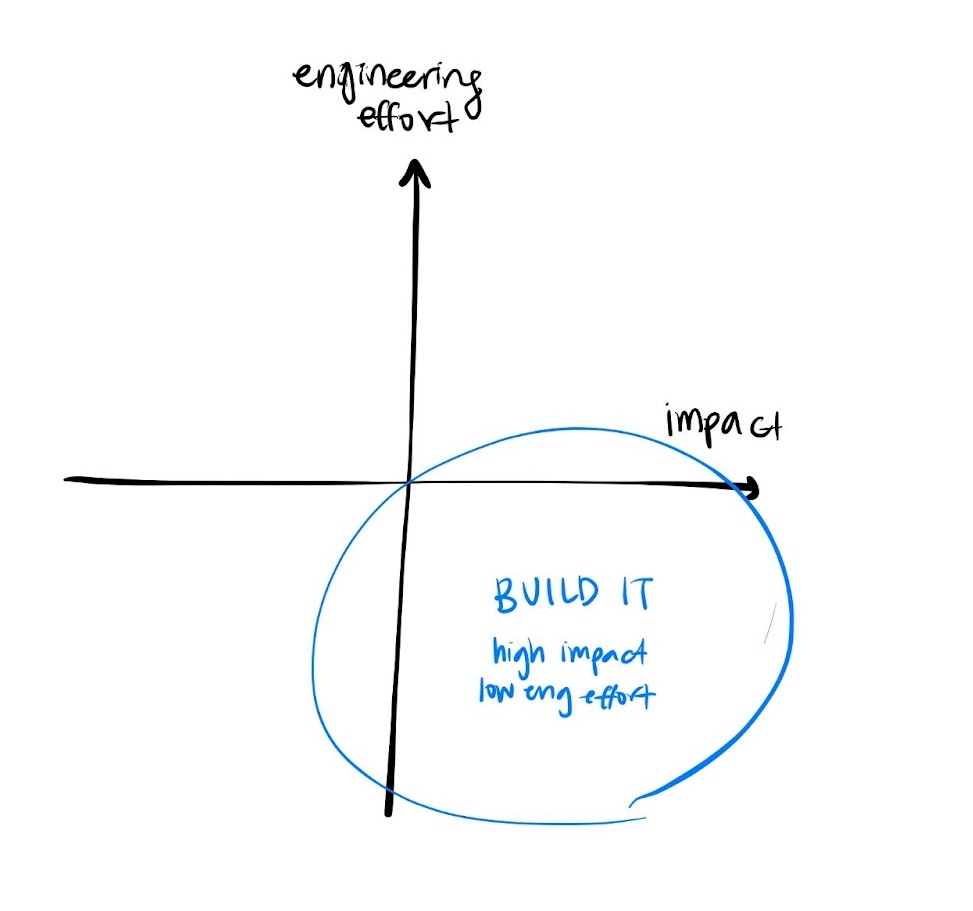 engineering
effort
impact
BUILD IT
high impact
low eng effort